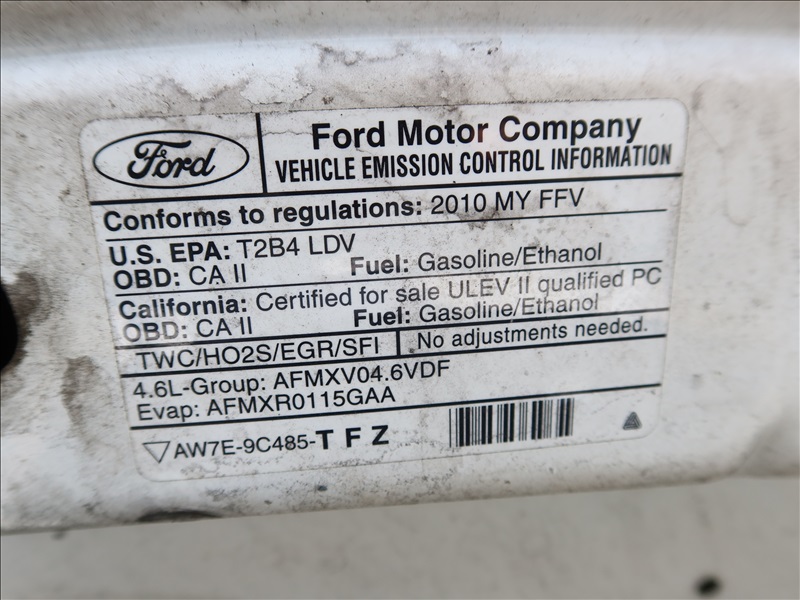 Ford
Ford Motor Company
VEHICLE EMISSION CONTROL INFORMATION
Conforms to regulations: 2010 MY FFV
U.S. EPA: T2B4 LDV
OBD: CA II Fuel: Gasoline/Ethanol
California: Certified for sale ULEV II qualified PC
OBD: CA II Fuel: Gasoline/Ethanol
TWC/HO2S/EGR/SFI No adjustments needed.
4.6L-Group: AFMXV04.6VDF
Evap: AFMXR0115GAA
AW7E-9C485-T F Z